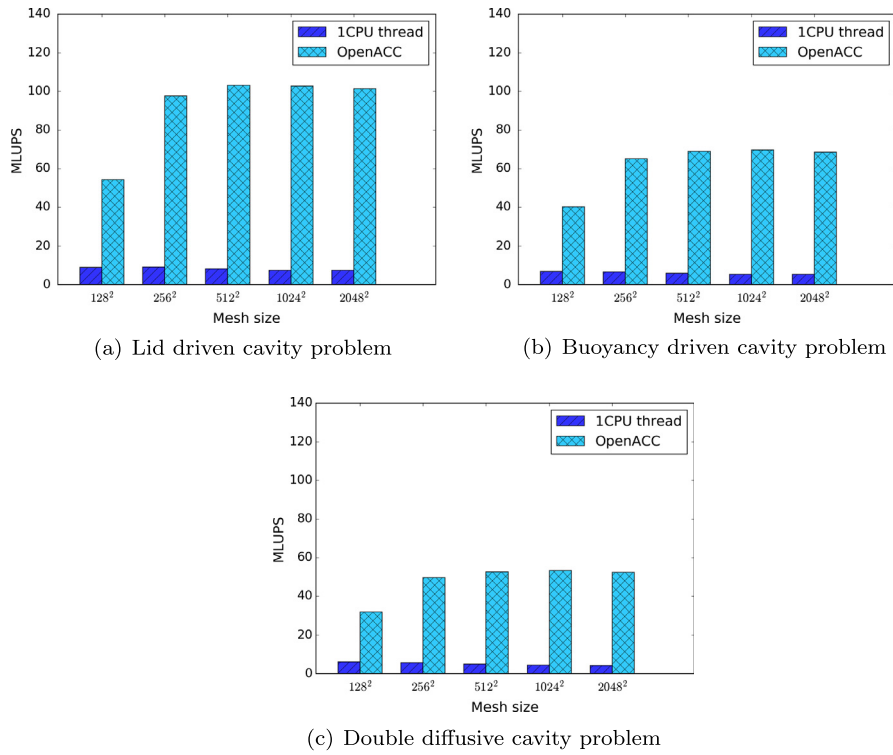 140
120
100
80
60
40
20
0
MLUPS
1CPU thread
OpenACC
128² 256² 512² 1024² 2048²
Mesh size
(a) Lid driven cavity problem
140
120
100
80
60
40
20
0
MLUPS
1CPU thread
OpenACC
128² 256² 512² 1024² 2048²
Mesh size
(b) Buoyancy driven cavity problem
140
120
100
80
60
40
20
0
MLUPS
1CPU thread
OpenACC
128² 256² 512² 1024² 2048²
Mesh size
(c) Double diffusive cavity problem